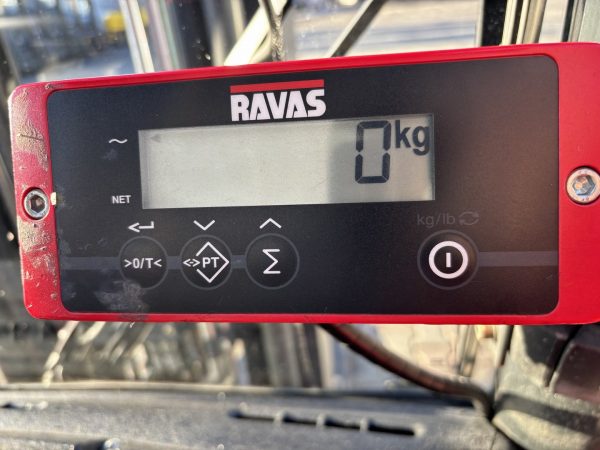 RAVAS
~
0kg
NET
kg/lb
>0/T<
<->PT
Σ